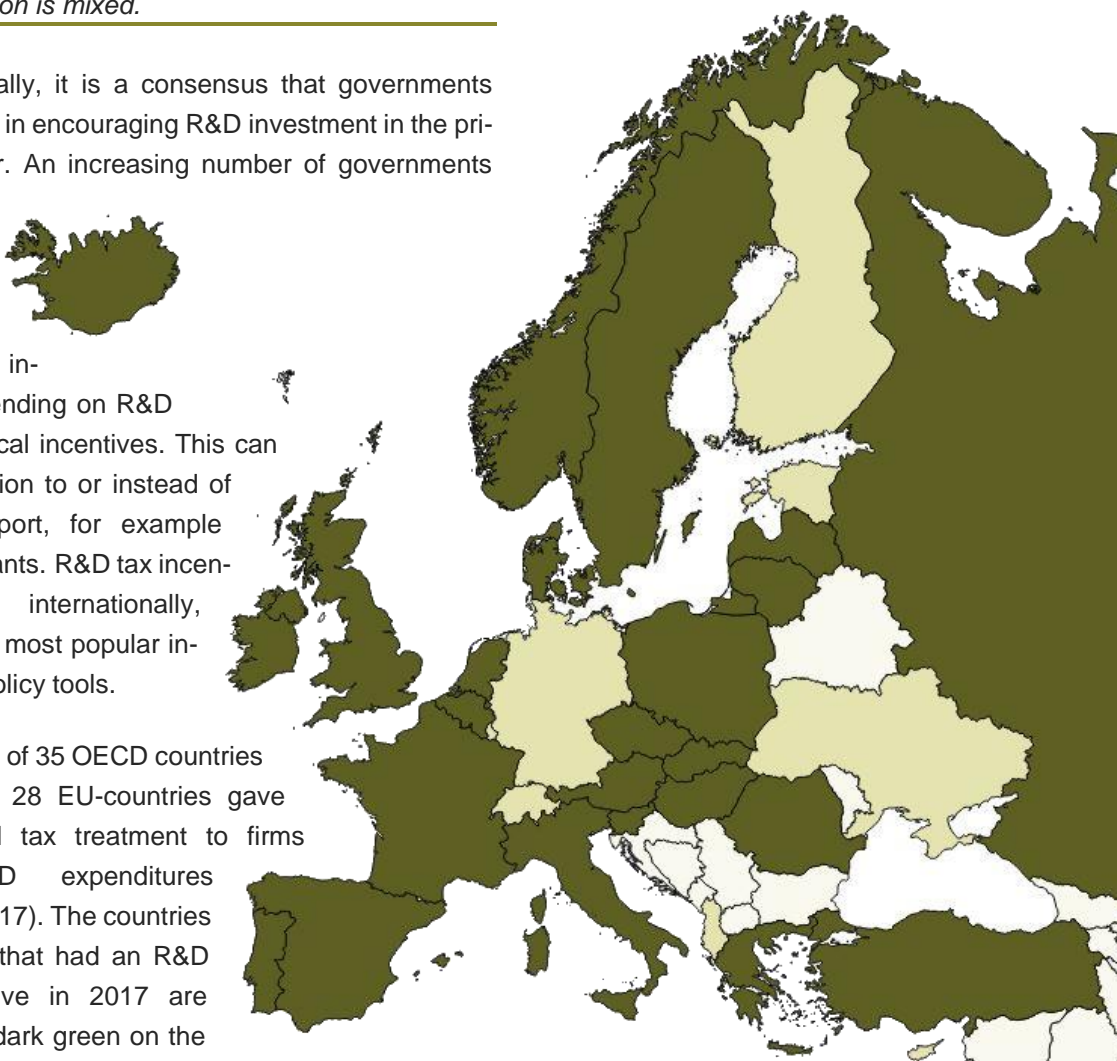 on is mixed.
ally, it is a consensus that governments
in encouraging R&D investment in the pri-
r. An increasing number of governments
in-
ending on R&D
cal incentives. This can
ion to or instead of
port, for example
ants. R&D tax incen-
internationally,
most popular in-
olicy tools.
of 35 OECD countries
28 EU-countries gave
l tax treatment to firms
D expenditures
17). The countries
that had an R&D
ve in 2017 are
dark green on the